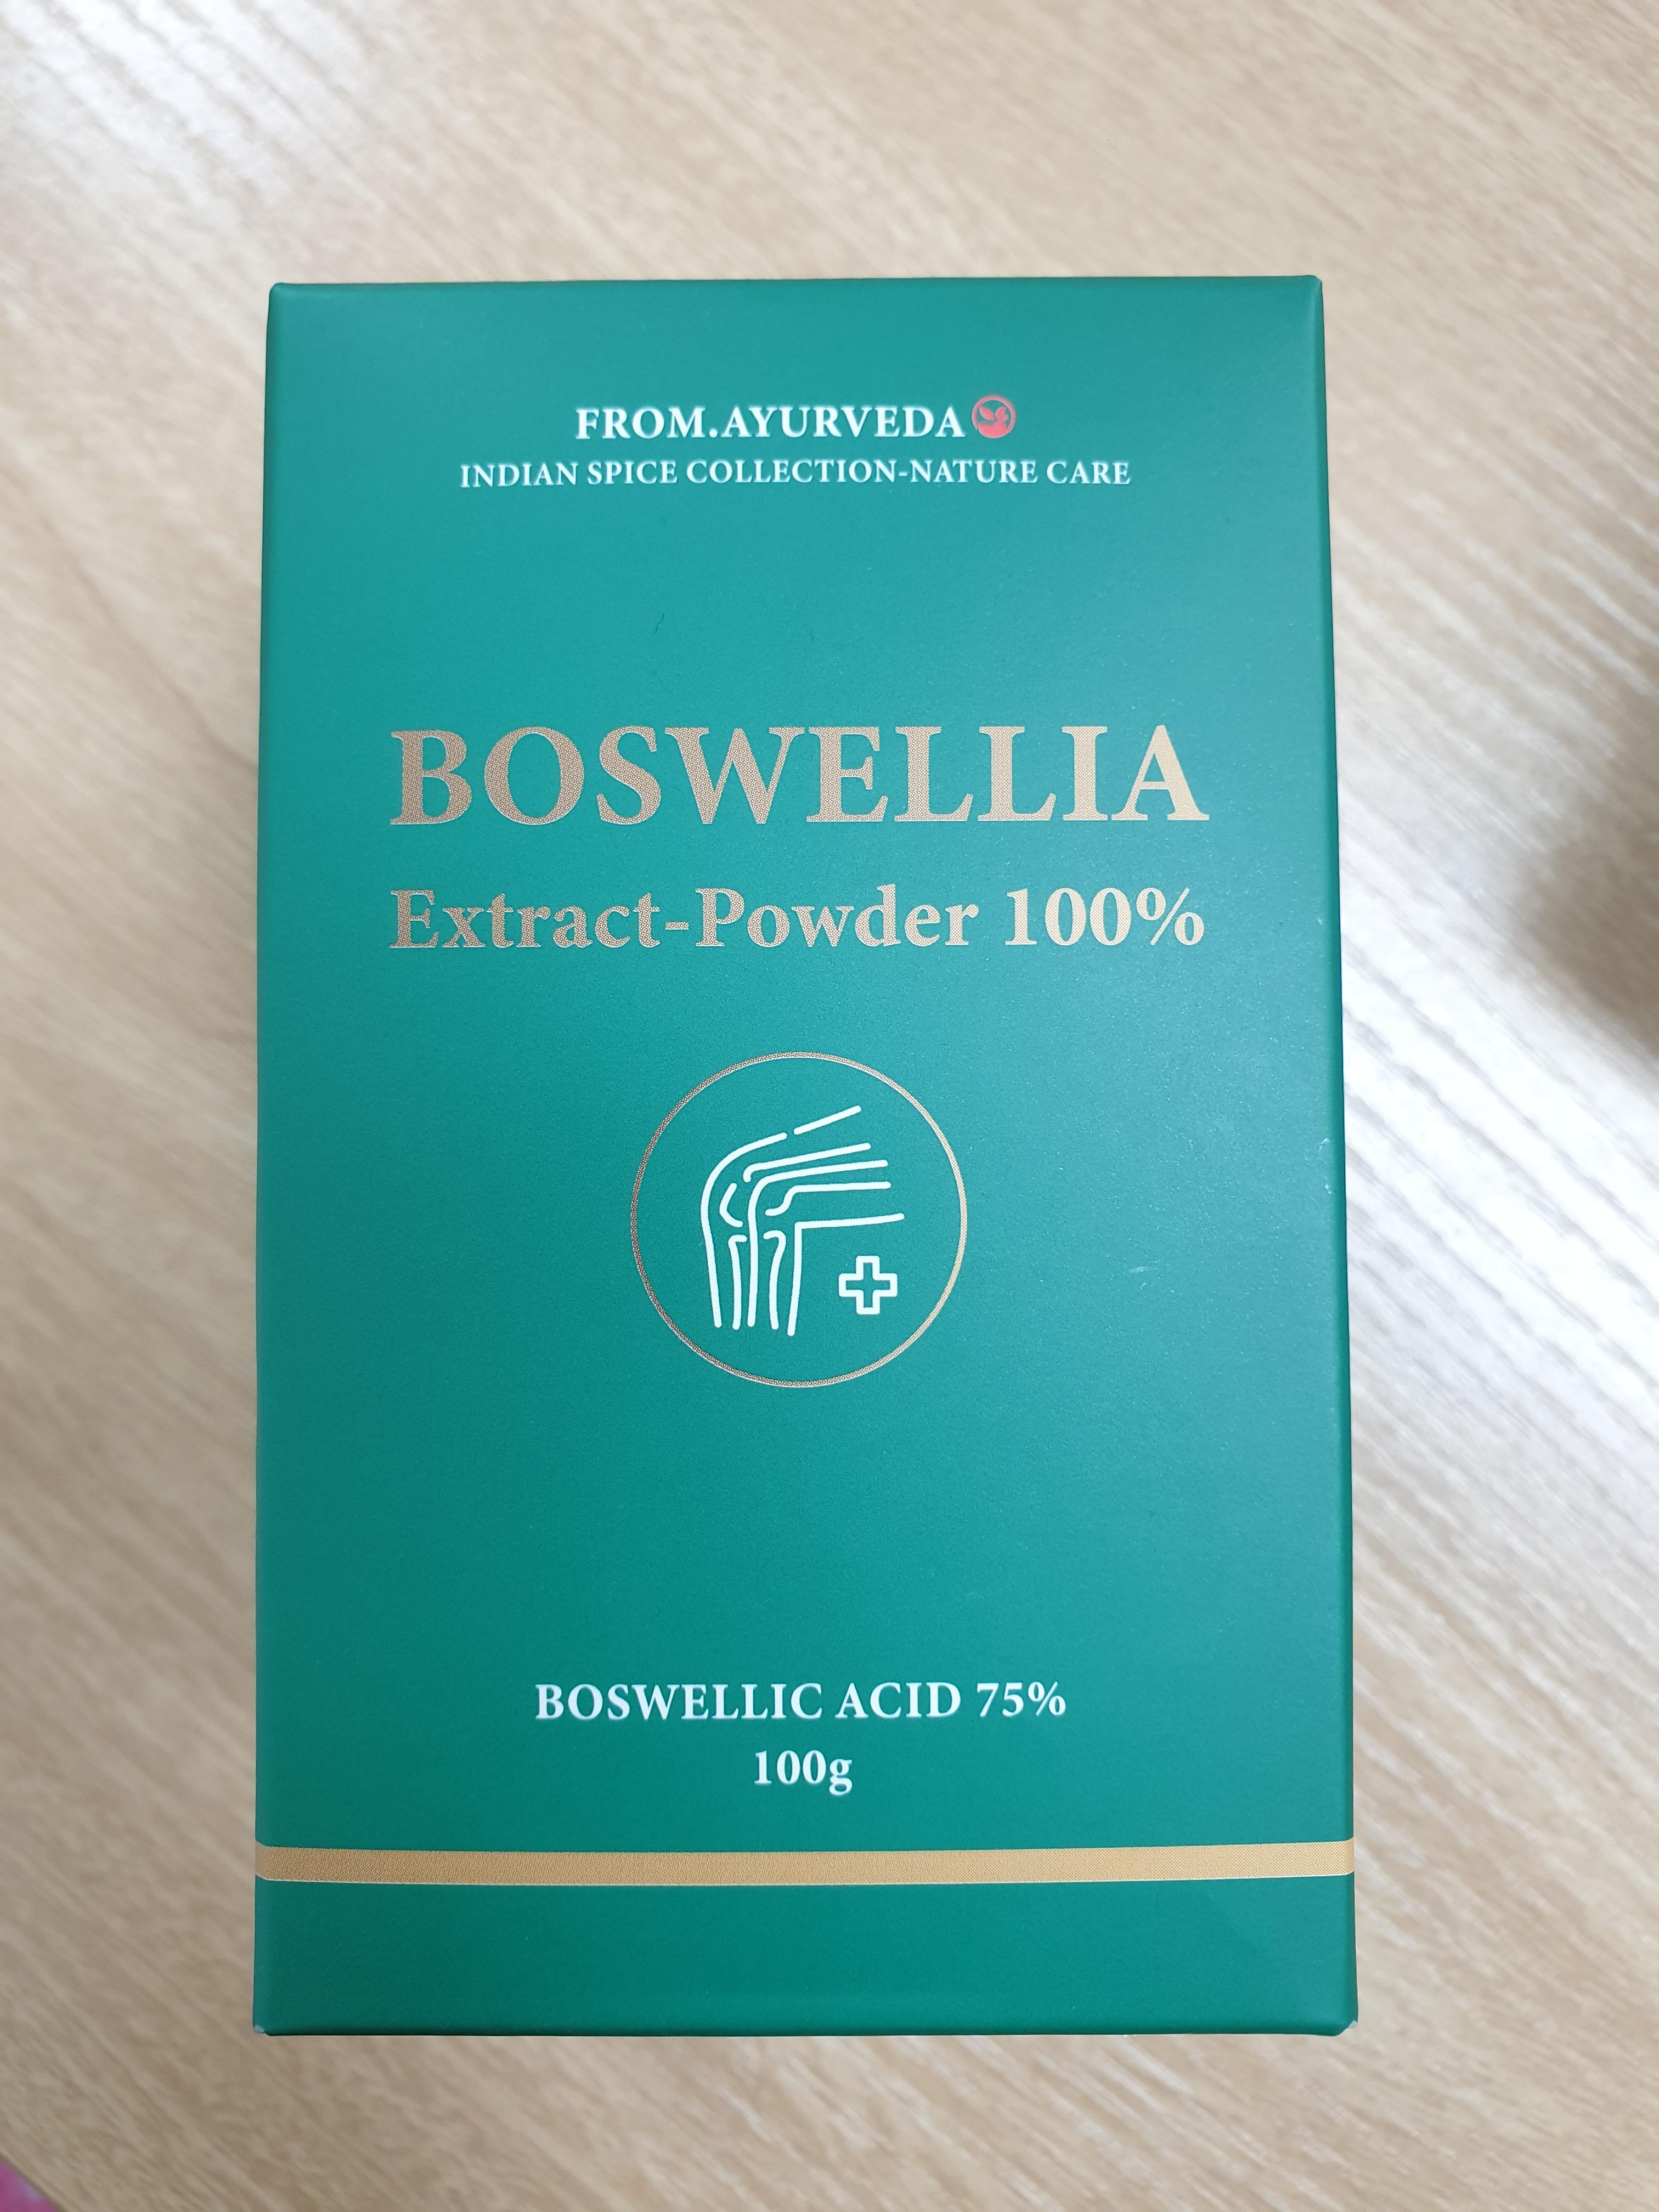 FROM.AYURVEDA
INDIAN SPICE COLLECTION-NATURE CARE
BOSWELLIA
Extract-Powder 100%
BOSWELLIC ACID 75%
100g